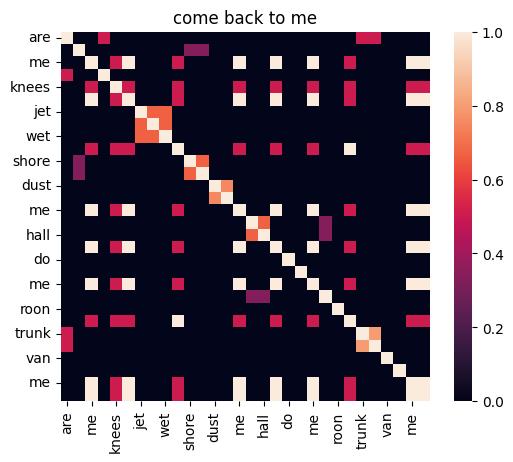 come back to me
are
me
knees
jet
wet
shore
dust
me
hall
do
me
roon
trunk
van
me
1.0
0.8
0.6
0.4
0.2
0.0
are
me
knees
jet
wet
shore
dust
me
hall
do
me
roon
trunk
van
me